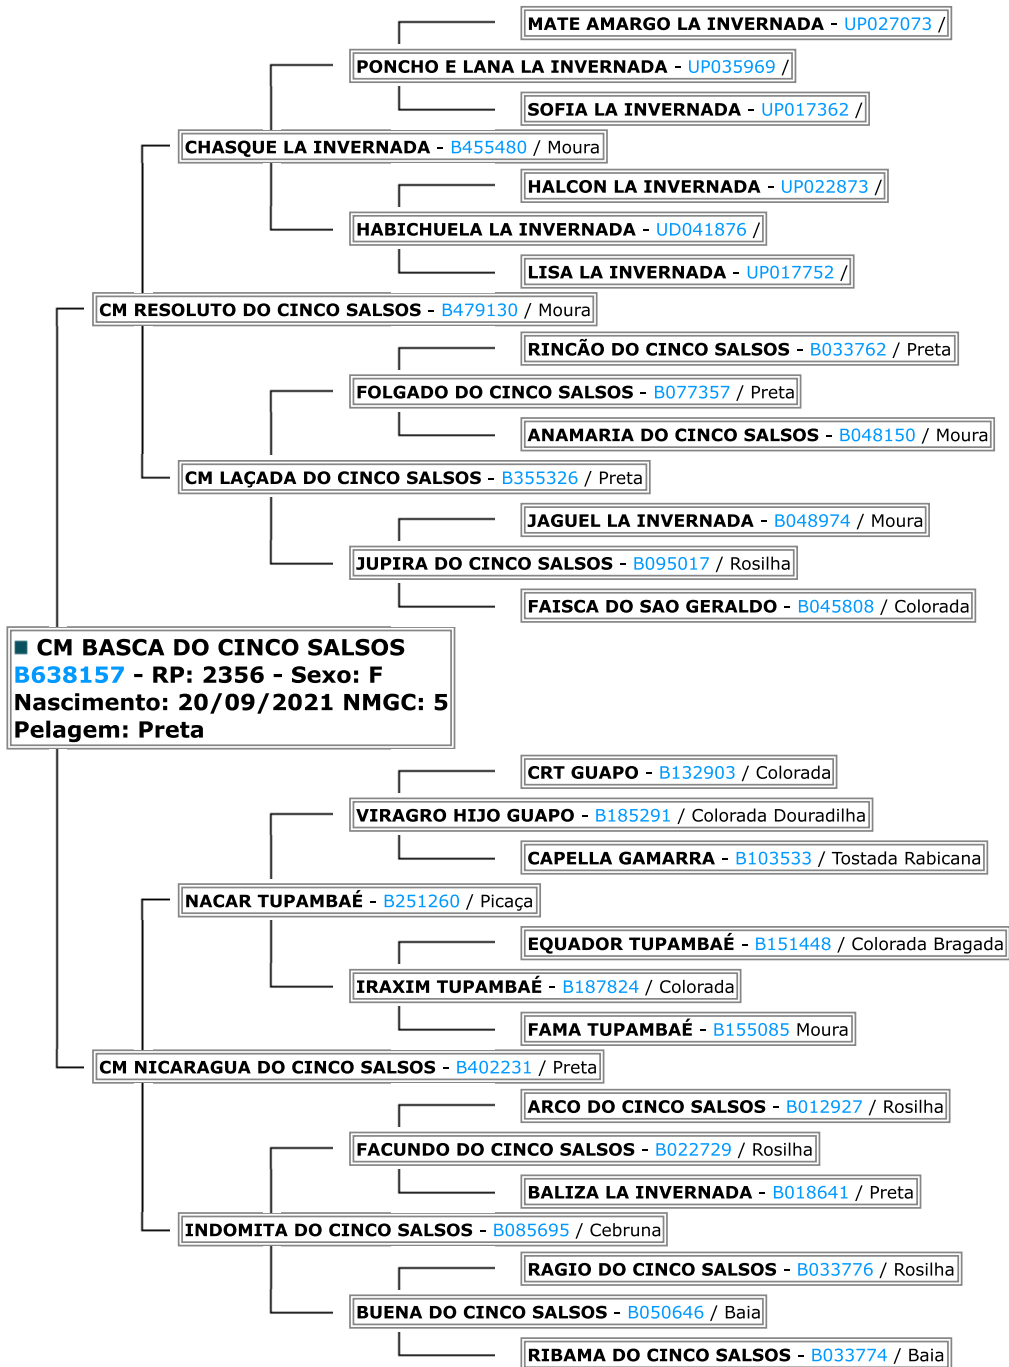 MATE AMARGO LA INVERNADA - UP027073 /
PONCHO E LANA LA INVERNADA - UP035969 /
SOFIA LA INVERNADA - UP017362 /
CHASQUE LA INVERNADA - B455480 / Moura
HALCON LA INVERNADA - UP022873 /
HABICHUELA LA INVERNADA - UD041876 /
LISA LA INVERNADA - UP017752 /
CM RESOLUTO DO CINCO SALSOS - B479130 / Moura
RINCÃO DO CINCO SALSOS - B033762 / Preta
FOLGADO DO CINCO SALSOS - B077357 / Preta
ANAMARIA DO CINCO SALSOS - B048150 / Moura
CM LAÇADA DO CINCO SALSOS - B355326 / Preta
JAGUEL LA INVERNADA - B048974 / Moura
JUPIRA DO CINCO SALSOS - B095017 / Rosilha
FAISCA DO SAO GERALDO - B045808 / Colorada
CM BASCA DO CINCO SALSOS
B638157 - RP: 2356 - Sexo: F
Nascimento: 20/09/2021 NMGC: 5
Pelagem: Preta
CRT GUAPO - B132903 / Colorada
VIRAGRO HIJO GUAPO - B185291 / Colorada Douradilha
CAPELLA GAMARRA - B103533 / Tostada Rabicana
NACAR TUPAMBAÉ - B251260 / Picaça
EQUADOR TUPAMBAÉ - B151448 / Colorada Bragada
IRAXIM TUPAMBAÉ - B187824 / Colorada
FAMA TUPAMBAÉ - B155085 Moura
CM NICARAGUA DO CINCO SALSOS - B402231 / Preta
ARCO DO CINCO SALSOS - B012927 / Rosilha
FACUNDO DO CINCO SALSOS - B022729 / Rosilha
BALIZA LA INVERNADA - B018641 / Preta
INDOMITA DO CINCO SALSOS - B085695 / Cebruna
RAGIO DO CINCO SALSOS - B033776 / Rosilha
BUENA DO CINCO SALSOS - B050646 / Baia
RIBAMA DO CINCO SALSOS - B033774 / Baia